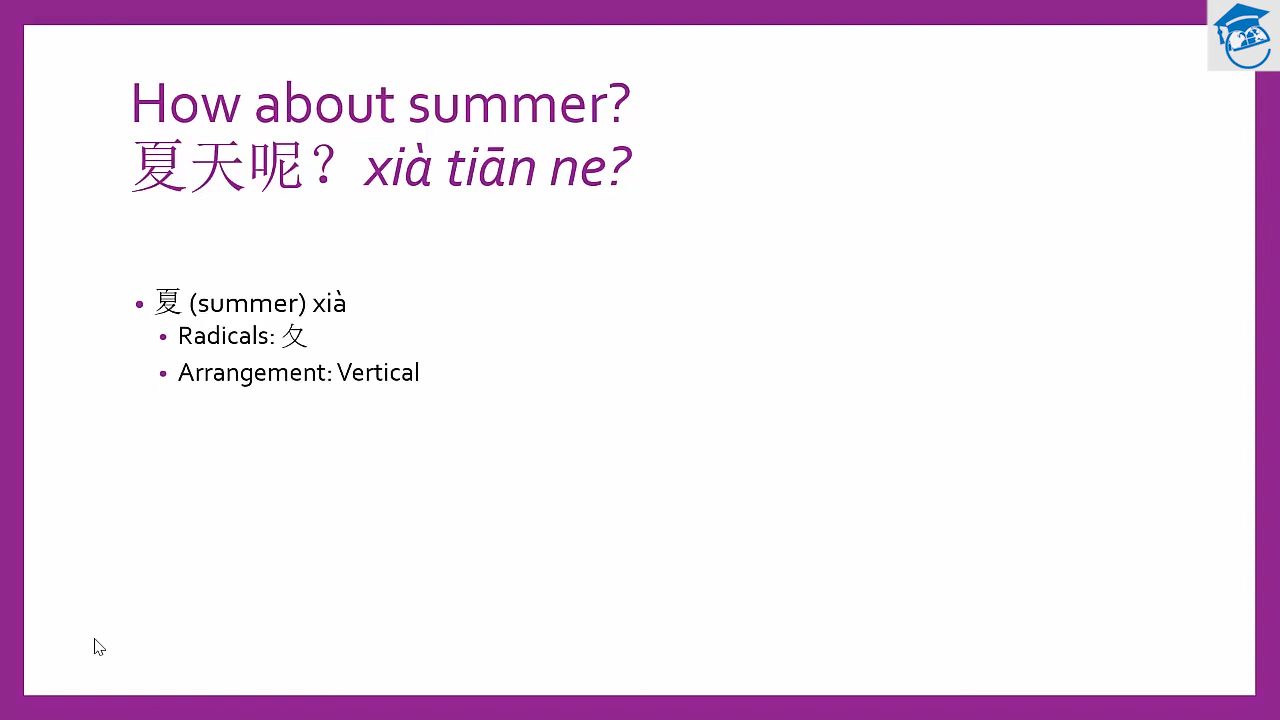 How about summer?
夏天呢？ xià tiān ne?
• 夏 (summer) xià
• Radicals: 夂
• Arrangement: Vertical